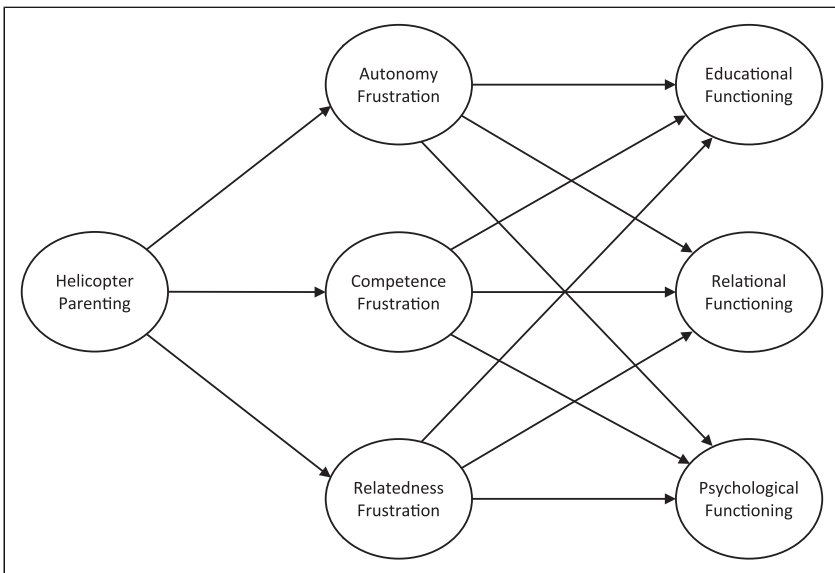 Autonomy
Frustration
Educational
Functioning
Helicopter
Parenting
Competence
Frustration
Relational
Functioning
Relatedness
Frustration
Psychological
Functioning